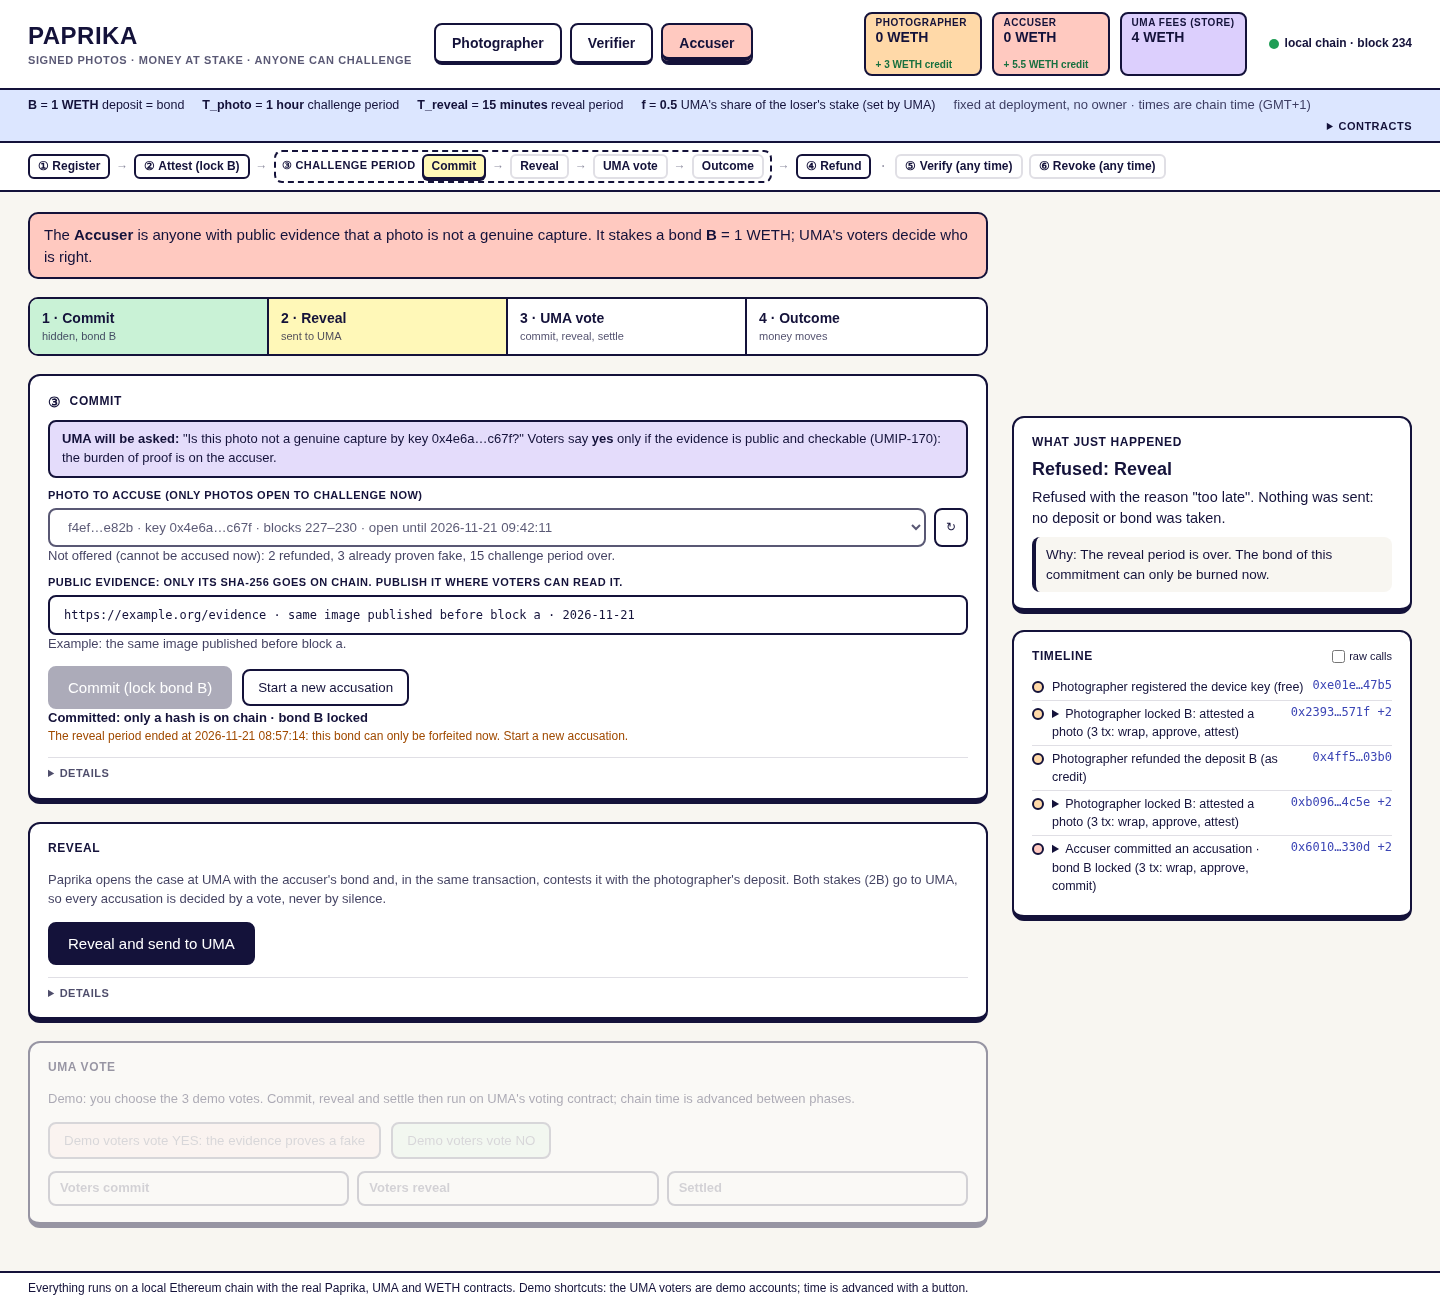 PAPRIKA
SIGNED PHOTOS · MONEY AT STAKE · ANYONE CAN CHALLENGE
Photographer
Verifier
Accuser
PHOTOGRAPHER
0 WETH
+ 3 WETH credit
ACCUSER
0 WETH
+ 5.5 WETH credit
UMA FEES (STORE)
4 WETH
local chain · block 234
B = 1 WETH deposit = bond T_photo = 1 hour challenge period T_reveal = 15 minutes reveal period f = 0.5 UMA's share of the loser's stake (set by UMA) fixed at deployment, no owner · times are chain time (GMT+1)
▶ CONTRACTS
① Register → ② Attest (lock B) → ③ CHALLENGE PERIOD Commit → Reveal → UMA vote → Outcome → ④ Refund · ⑤ Verify (any time) ⑥ Revoke (any time)
The Accuser is anyone with public evidence that a photo is not a genuine capture. It stakes a bond B = 1 WETH; UMA's voters decide who
is right.
1 · Commit
hidden, bond B
2 · Reveal
sent to UMA
3 · UMA vote
commit, reveal, settle
4 · Outcome
money moves
③ COMMIT
UMA will be asked: "Is this photo not a genuine capture by key 0x4e6a…c67f?" Voters say yes only if the evidence is public and checkable (UMIP-170):
the burden of proof is on the accuser.
PHOTO TO ACCUSE (ONLY PHOTOS OPEN TO CHALLENGE NOW)
f4ef…e82b · key 0x4e6a…c67f · blocks 227–230 · open until 2026-11-21 09:42:11
↻
Not offered (cannot be accused now): 2 refunded, 3 already proven fake, 15 challenge period over.
PUBLIC EVIDENCE: ONLY ITS SHA-256 GOES ON CHAIN. PUBLISH IT WHERE VOTERS CAN READ IT.
https://example.org/evidence · same image published before block a · 2026-11-21
Example: the same image published before block a.
Commit (lock bond B)
Start a new accusation
Committed: only a hash is on chain · bond B locked
The reveal period ended at 2026-11-21 08:57:14: this bond can only be forfeited now. Start a new accusation.
▶ DETAILS
REVEAL
Paprika opens the case at UMA with the accuser's bond and, in the same transaction, contests it with the photographer's deposit. Both stakes (2B) go to UMA,
so every accusation is decided by a vote, never by silence.
Reveal and send to UMA
▶ DETAILS
UMA VOTE
Demo: you choose the 3 demo votes. Commit, reveal and settle then run on UMA's voting contract; chain time is advanced between phases.
Demo voters vote YES: the evidence proves a fake
Demo voters vote NO
Voters commit
Voters reveal
Settled
WHAT JUST HAPPENED
Refused: Reveal
Refused with the reason "too late". Nothing was sent:
no deposit or bond was taken.
Why: The reveal period is over. The bond of this
commitment can only be burned now.
TIMELINE
raw calls
Photographer registered the device key (free) 0xe01e…47b5
▶ Photographer locked B: attested a 0x2393…571f +2
photo (3 tx: wrap, approve, attest)
Photographer refunded the deposit B (as 0x4ff5…03b0
credit)
▶ Photographer locked B: attested a 0xb096…4c5e +2
photo (3 tx: wrap, approve, attest)
▶ Accuser committed an accusation · 0x6010…330d +2
bond B locked (3 tx: wrap, approve,
commit)
Everything runs on a local Ethereum chain with the real Paprika, UMA and WETH contracts. Demo shortcuts: the UMA voters are demo accounts; time is advanced with a button.